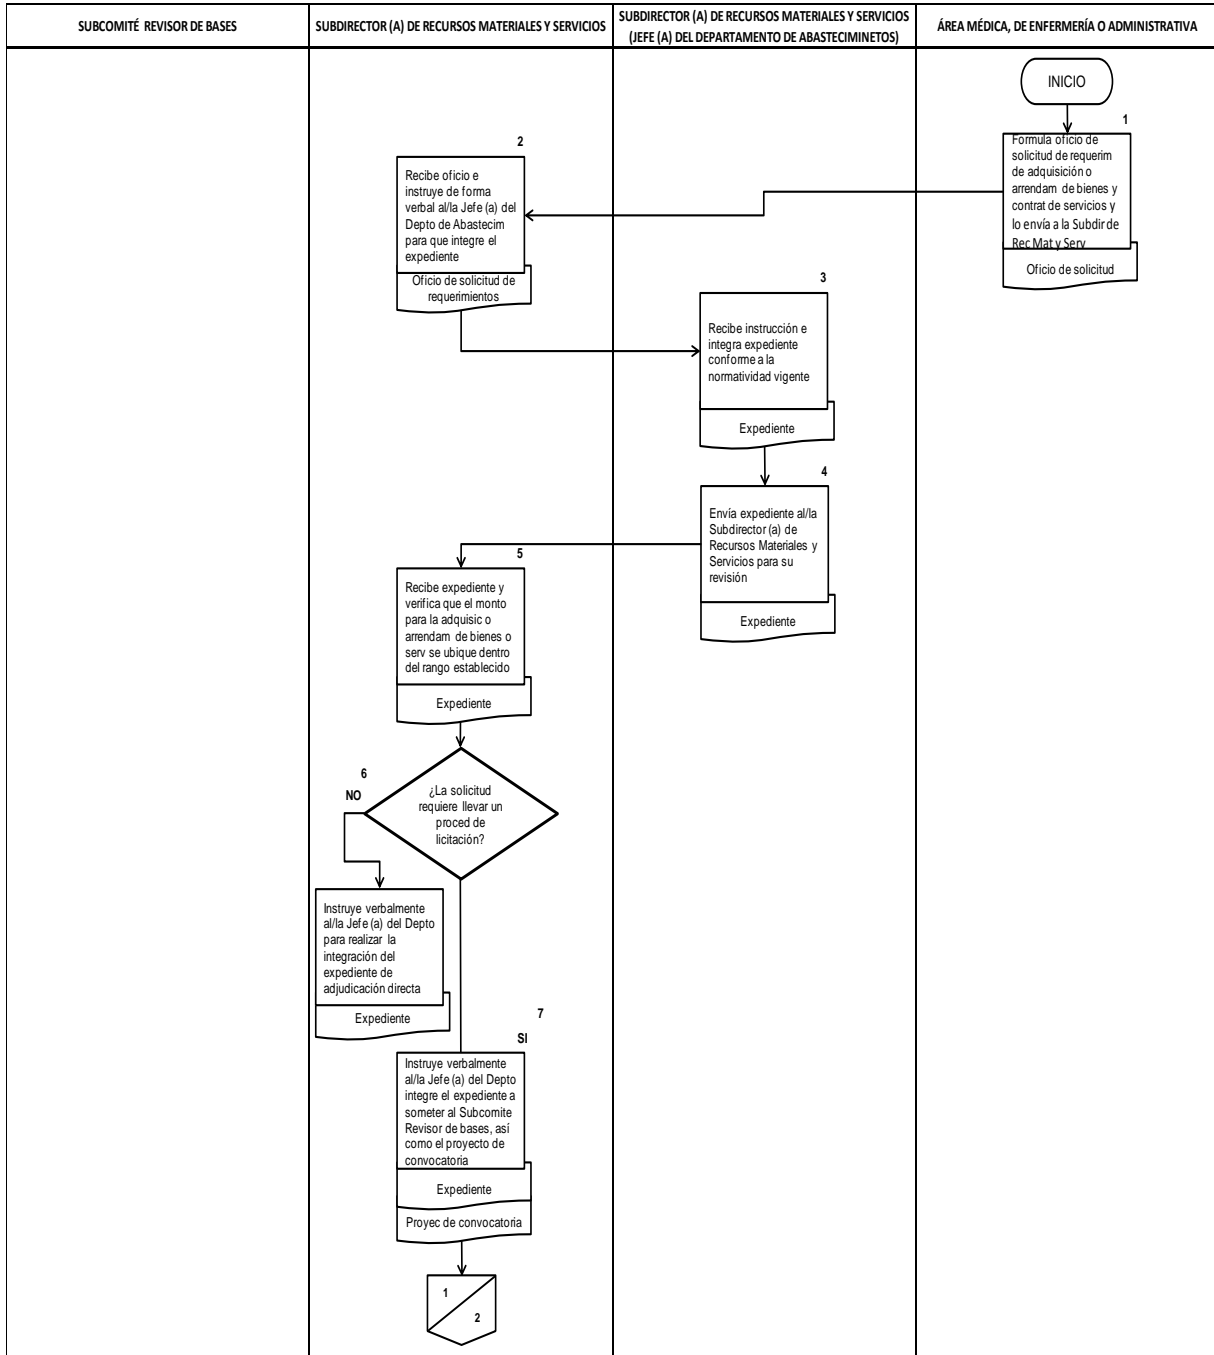 SUBCOMITÉ REVISOR DE BASES
SUBDIRECTOR (A) DE RECURSOS MATERIALES Y SERVICIOS
SUBDIRECTOR (A) DE RECURSOS MATERIALES Y SERVICIOS
(JEFE (A) DEL DEPARTAMENTO DE ABASTECIMINETOS)
ÁREA MÉDICA, DE ENFERMERÍA O ADMINISTRATIVA
INICIO
1
Formula oficio de
solicitud de requerim
de adquisición o
arrendam de bienes y
contrat de servicios y
lo envía a la Subdir de
Rec Mat y Serv
Oficio de solicitud
2
Recibe oficio e
instruye de forma
verbal al/la Jefe (a) del
Depto de Abastecim
para que integre el
expediente
Oficio de solicitud de
requerimientos
3
Recibe instrucción e
integra expediente
conforme a la
normatividad vigente
Expediente
4
Envía expediente al/la
Subdirector (a) de
Recursos Materiales y
Servicios para su
revisión
Expediente
5
Recibe expediente y
verifica que el monto
para la adquisic o
arrendam de bienes o
serv se ubique dentro
del rango establecido
Expediente
¿La solicitud
requiere llevar un
proced de
licitación?
6
NO
Instruye verbalmente
al/la Jefe (a) del Depto
para realizar la
integración del
expediente de
adjudicación directa
Expediente
7
SI
Instruye verbalmente
al/la Jefe (a) del Depto
integre el expediente a
someter al Subcomite
Revisor de bases, así
como el proyecto de
convocatoria
Expediente
Proyec de convocatoria
1
2